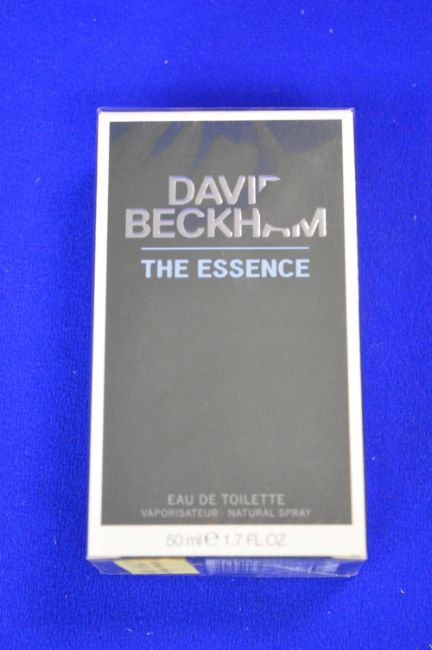 DAVID
BECKHAM
THE ESSENCE
EAU DE TOILETTE
VAPORISATEUR · NATURAL SPRAY
50 ml e 1.7 FL OZ